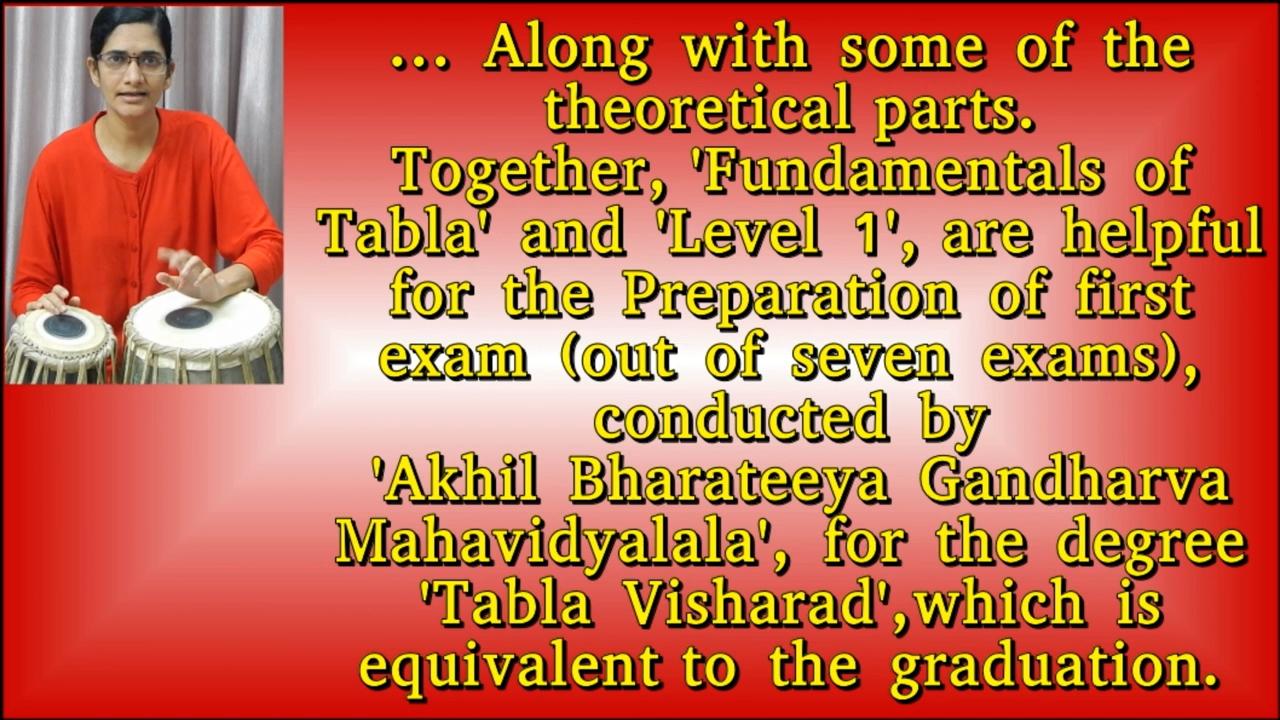 ... Along with some of the
theoretical parts.
Together, 'Fundamentals of
Tabla' and 'Level 1', are helpful
for the Preparation of first
exam (out of seven exams),
conducted by
'Akhil Bharateeya Gandharva
Mahavidyalala', for the degree
'Tabla Visharad',which is
equivalent to the graduation.